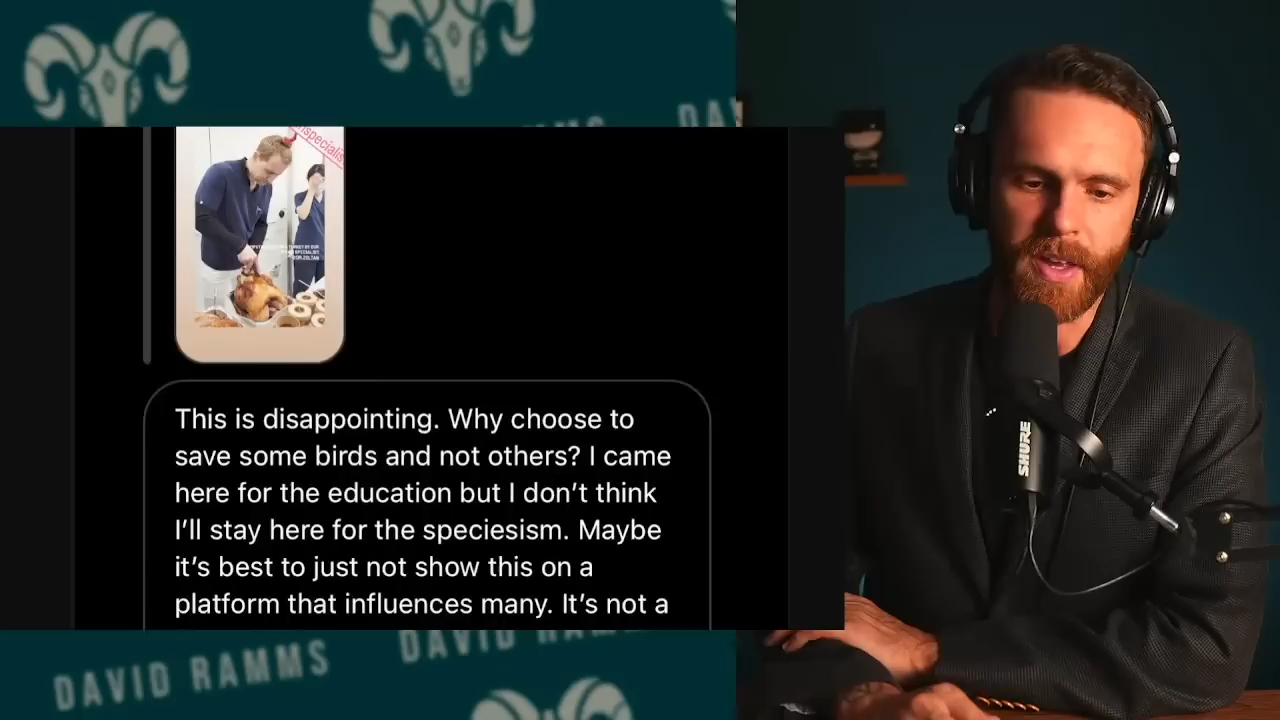 DAV
This is disappointing. Why choose to
save some birds and not others? I came
here for the education but I don’t think
I’ll stay here for the speciesism. Maybe
it’s best to just not show this on a
platform that influences many. It’s not a
SHURE
DAVID RAMMS
DAVID